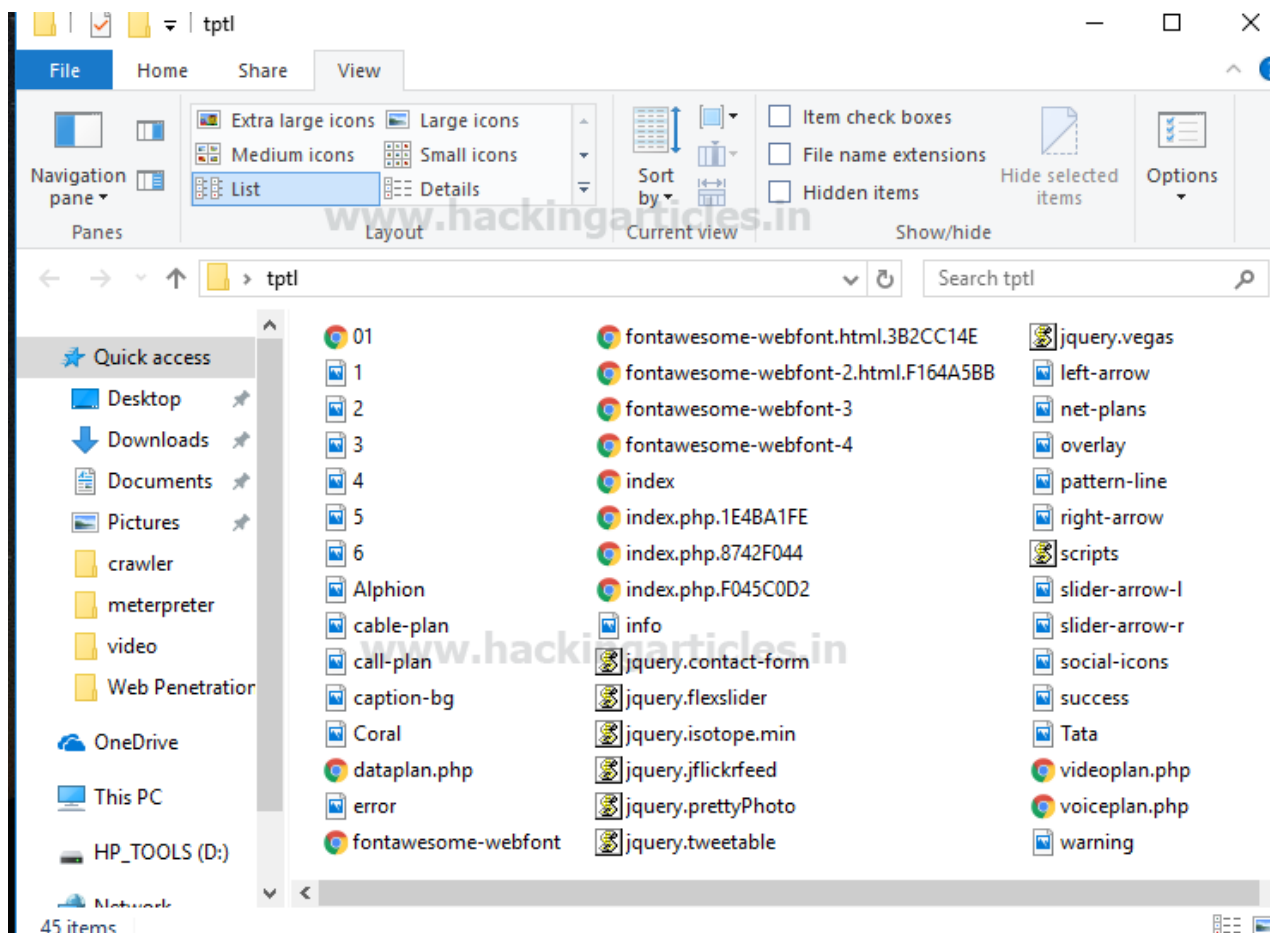 tptl
File Home Share View
Navigation pane
Extra large icons Large icons
Medium icons Small icons
List Details
Sort by
Item check boxes
File name extensions
Hidden items
Hide selected items
Options
Panes Layout Current view Show/hide
www.hackingarticles.in
tptl
Search tptl
Quick access
Desktop
Downloads
Documents
Pictures
crawler
meterpreter
video
Web Penetration
OneDrive
This PC
HP_TOOLS (D:)
Network
01
1
2
3
4
5
6
Alphion
cable-plan
call-plan
caption-bg
Coral
dataplan.php
error
fontawesome-webfont
fontawesome-webfont.html.3B2CC14E
fontawesome-webfont-2.html.F164A5BB
fontawesome-webfont-3
fontawesome-webfont-4
index
index.php.1E4BA1FE
index.php.8742F044
index.php.F045C0D2
info
jquery.contact-form
jquery.flexslider
jquery.isotope.min
jquery.jflickrfeed
jquery.prettyPhoto
jquery.tweetable
jquery.vegas
left-arrow
net-plans
overlay
pattern-line
right-arrow
scripts
slider-arrow-l
slider-arrow-r
social-icons
success
Tata
videoplan.php
voiceplan.php
warning
www.hackingarticles.in
45 items